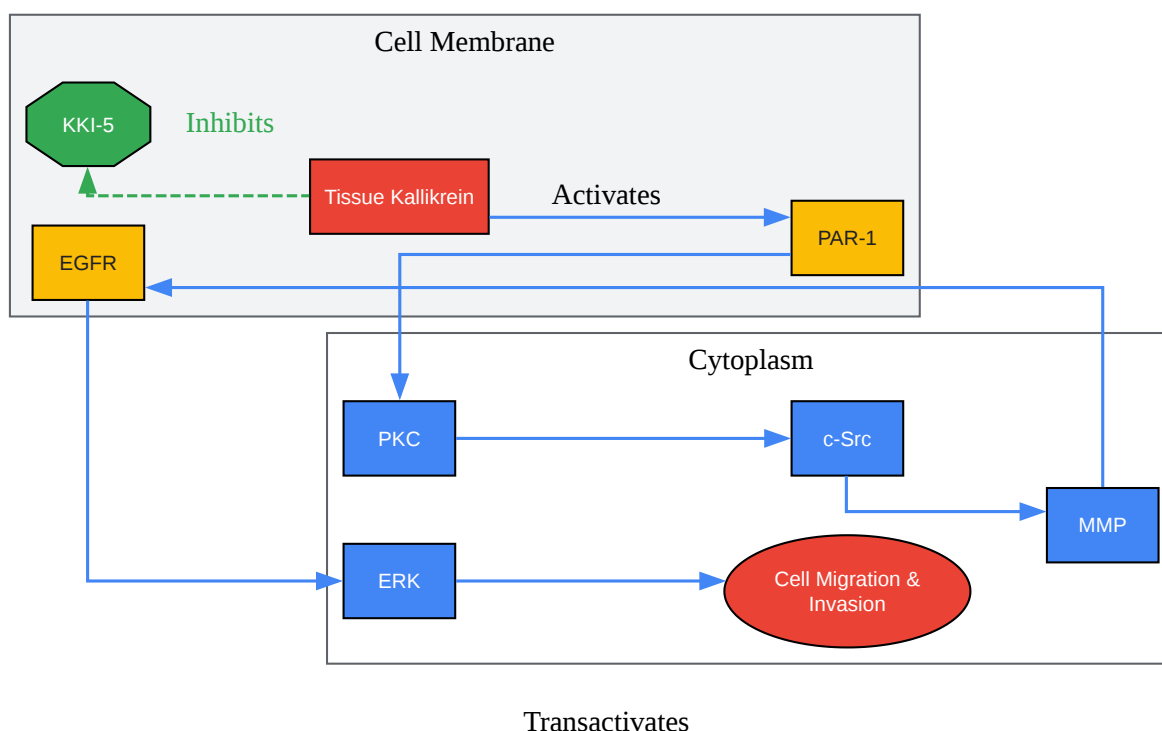 Cell Membrane
KKI-5
Inhibits
Tissue Kallikrein
Activates
PAR-1
EGFR
Cytoplasm
PKC
c-Src
MMP
ERK
Cell Migration &
Invasion
Transactivates